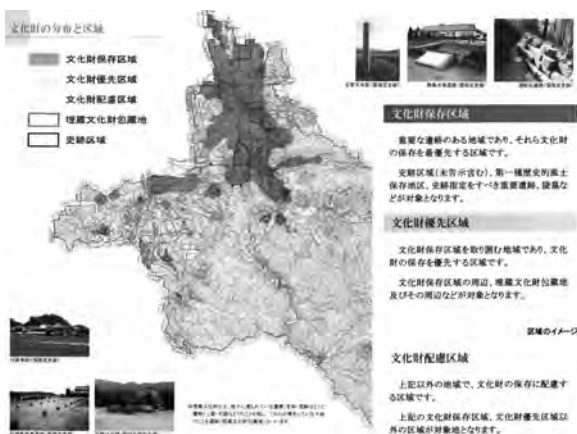 文化財の分布と区域
文化財保存区域
文化財優先区域
文化財配慮区域
埋蔵文化財包蔵地
史跡区域
文化財保存区域
重要な遺跡のある地域であり、それら文化財
の保存を最優先する区域です。
史跡区域(未告示含む)、第一種歴史的風土
保存地区、史跡指定をすべき重要遺跡、陵墓な
どが対象となります。
文化財優先区域
文化財保存区域を取り囲む地域であり、文化
財の保存を優先する区域です。
文化財保存区域の周辺、埋蔵文化財包蔵地
及びその周辺などが対象となります。
区域のイメージ
文化財配慮区域
上記以外の地域で、文化財の保存に配慮す
る区域です。
上記の文化財保存区域、文化財優先区域以
外の区域が対象地となります。